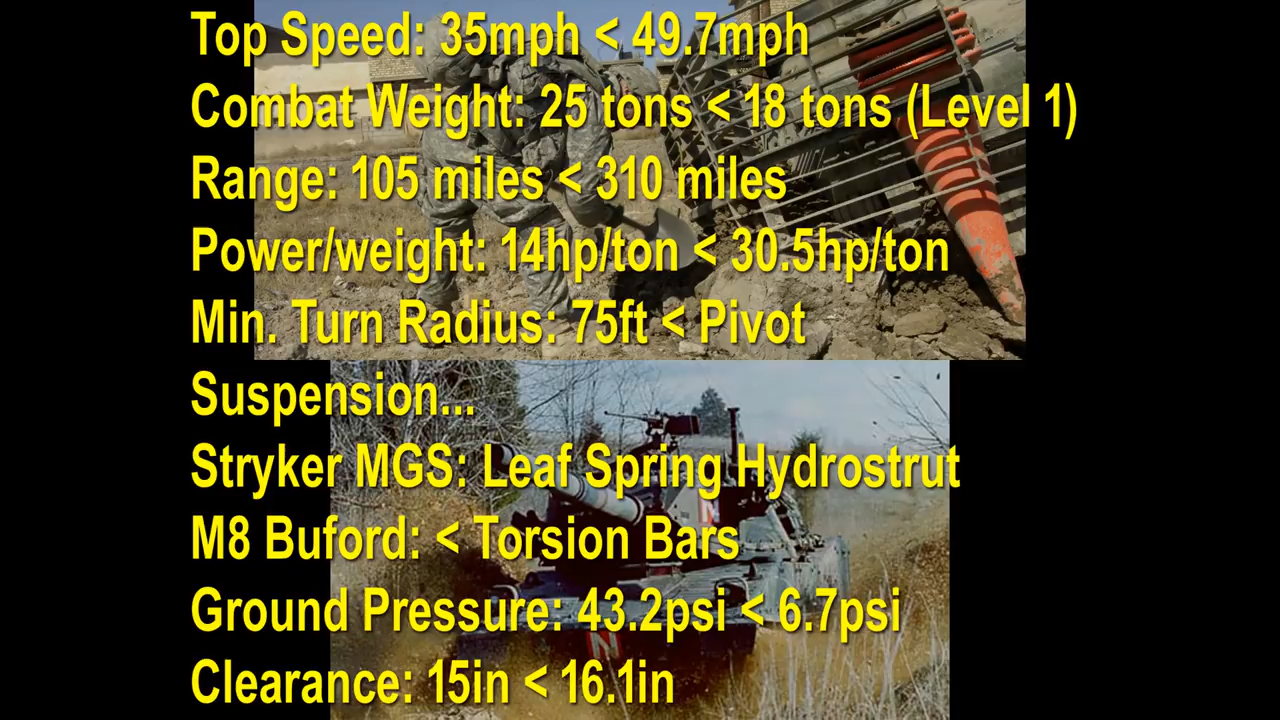 Top Speed: 35mph < 49.7mph
Combat Weight: 25 tons < 18 tons (Level 1)
Range: 105 miles < 310 miles
Power/weight: 14hp/ton < 30.5hp/ton
Min. Turn Radius: 75ft < Pivot
Suspension...
Stryker MGS: Leaf Spring Hydrostrut
M8 Buford: < Torsion Bars
Ground Pressure: 43.2psi < 6.7psi
Clearance: 15in < 16.1in
N
N